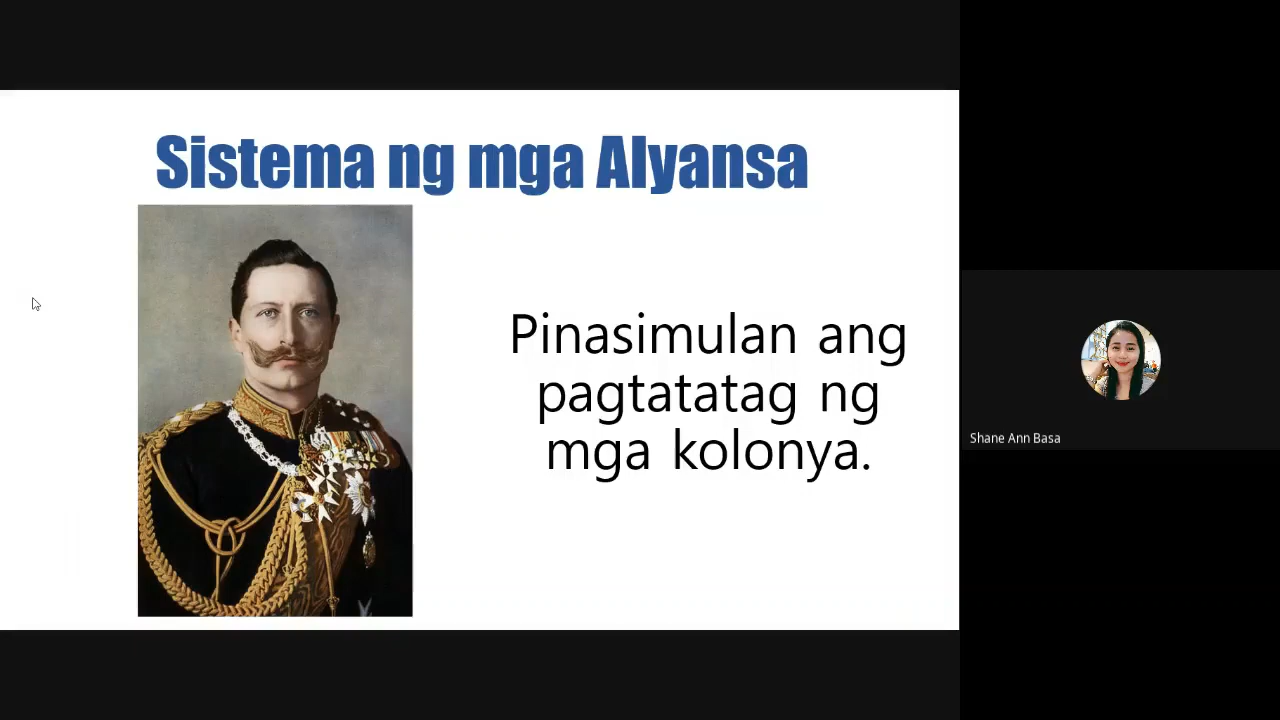 Sistema ng mga Alyansa
Pinasimulan ang
pagtatatag ng
mga kolonya.
Shane Ann Basa